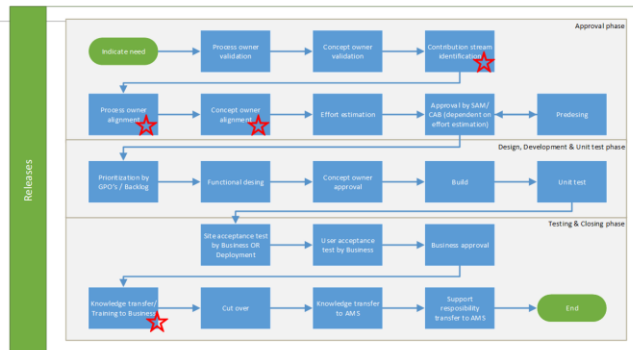 Releases
Approval phase
Indicate need
Process owner
validation
Concept owner
validation
Contribution stream
identification
Process owner
alignment
Concept owner
alignment
Effort estimation
Approval by SAM/
CAB (dependent on
effort estimation)
Predesing
Design, Development & Unit test phase
Prioritization by
GPO's / Backlog
Functional desing
Concept owner
approval
Build
Unit test
Testing & Closing phase
Site acceptance test
by Business OR
Deployment
User acceptance
test by Business
Business approval
Knowledge transfer/
Training to Business
Cut over
Knowledge transfer
to AMS
Support
resposibility
transfer to AMS
End